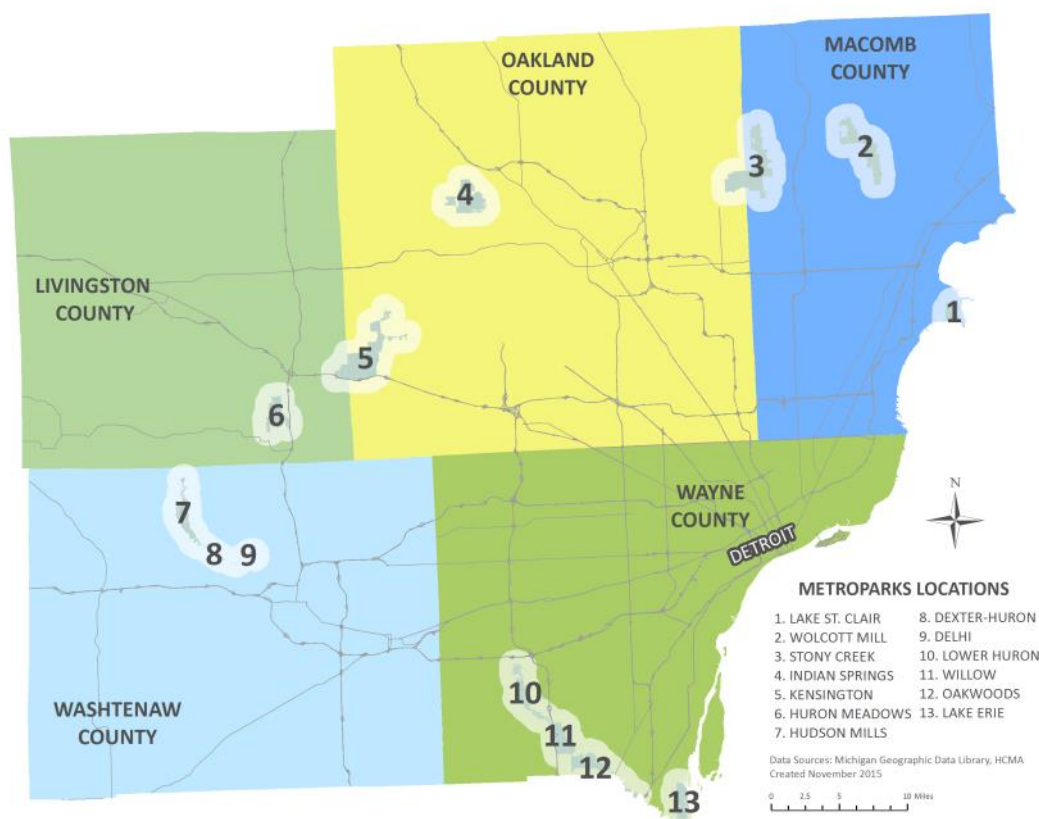 OAKLAND
COUNTY
MACOMB
COUNTY
2
3
4
LIVINGSTON
COUNTY
1
5
6
WAYNE
COUNTY
7
8
9
DETROIT
N
WASHTENAW
COUNTY
10
11
12
13
METROPARKS LOCATIONS
1. LAKE ST. CLAIR
2. WOLCOTT MILL
3. STONY CREEK
4. INDIAN SPRINGS
5. KENSINGTON
6. HURON MEADOWS
7. HUDSON MILLS
8. DEXTER-HURON
9. DELHI
10. LOWER HURON
11. WILLOW
12. OAKWOODS
13. LAKE ERIE
Data Sources: Michigan Geographic Data Library, HCMA
Created November 2015
0 2.5 5 10 Miles